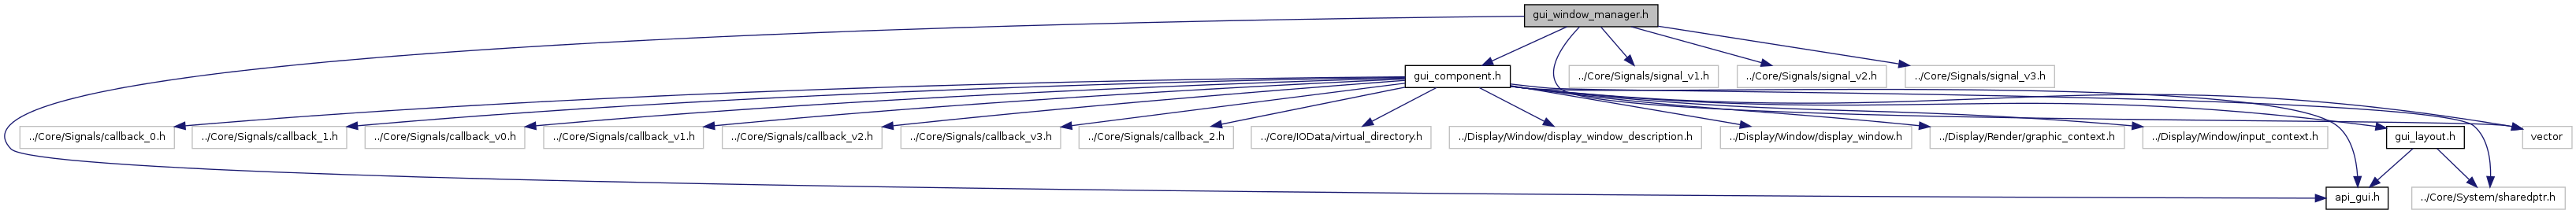 gui_window_manager.h
gui_component.h
../Core/Signals/signal_v1.h
../Core/Signals/signal_v2.h
../Core/Signals/signal_v3.h
../Core/Signals/callback_0.h
../Core/Signals/callback_1.h
../Core/Signals/callback_v0.h
../Core/Signals/callback_v1.h
../Core/Signals/callback_v2.h
../Core/Signals/callback_v3.h
../Core/Signals/callback_2.h
../Core/IOData/virtual_directory.h
../Display/Window/display_window_description.h
../Display/Window/display_window.h
../Display/Render/graphic_context.h
../Display/Window/input_context.h
gui_layout.h
vector
api_gui.h
../Core/System/sharedptr.h